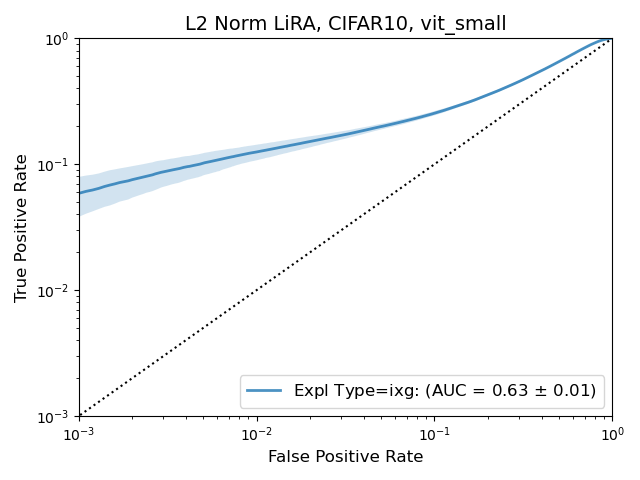 L2 Norm LiRA, CIFAR10, vit_small
True Positive Rate
10⁰
10⁻¹
10⁻²
10⁻³
Expl Type=ixg: (AUC = 0.63 ± 0.01)
10⁻³ 10⁻² 10⁻¹ 10⁰
False Positive Rate